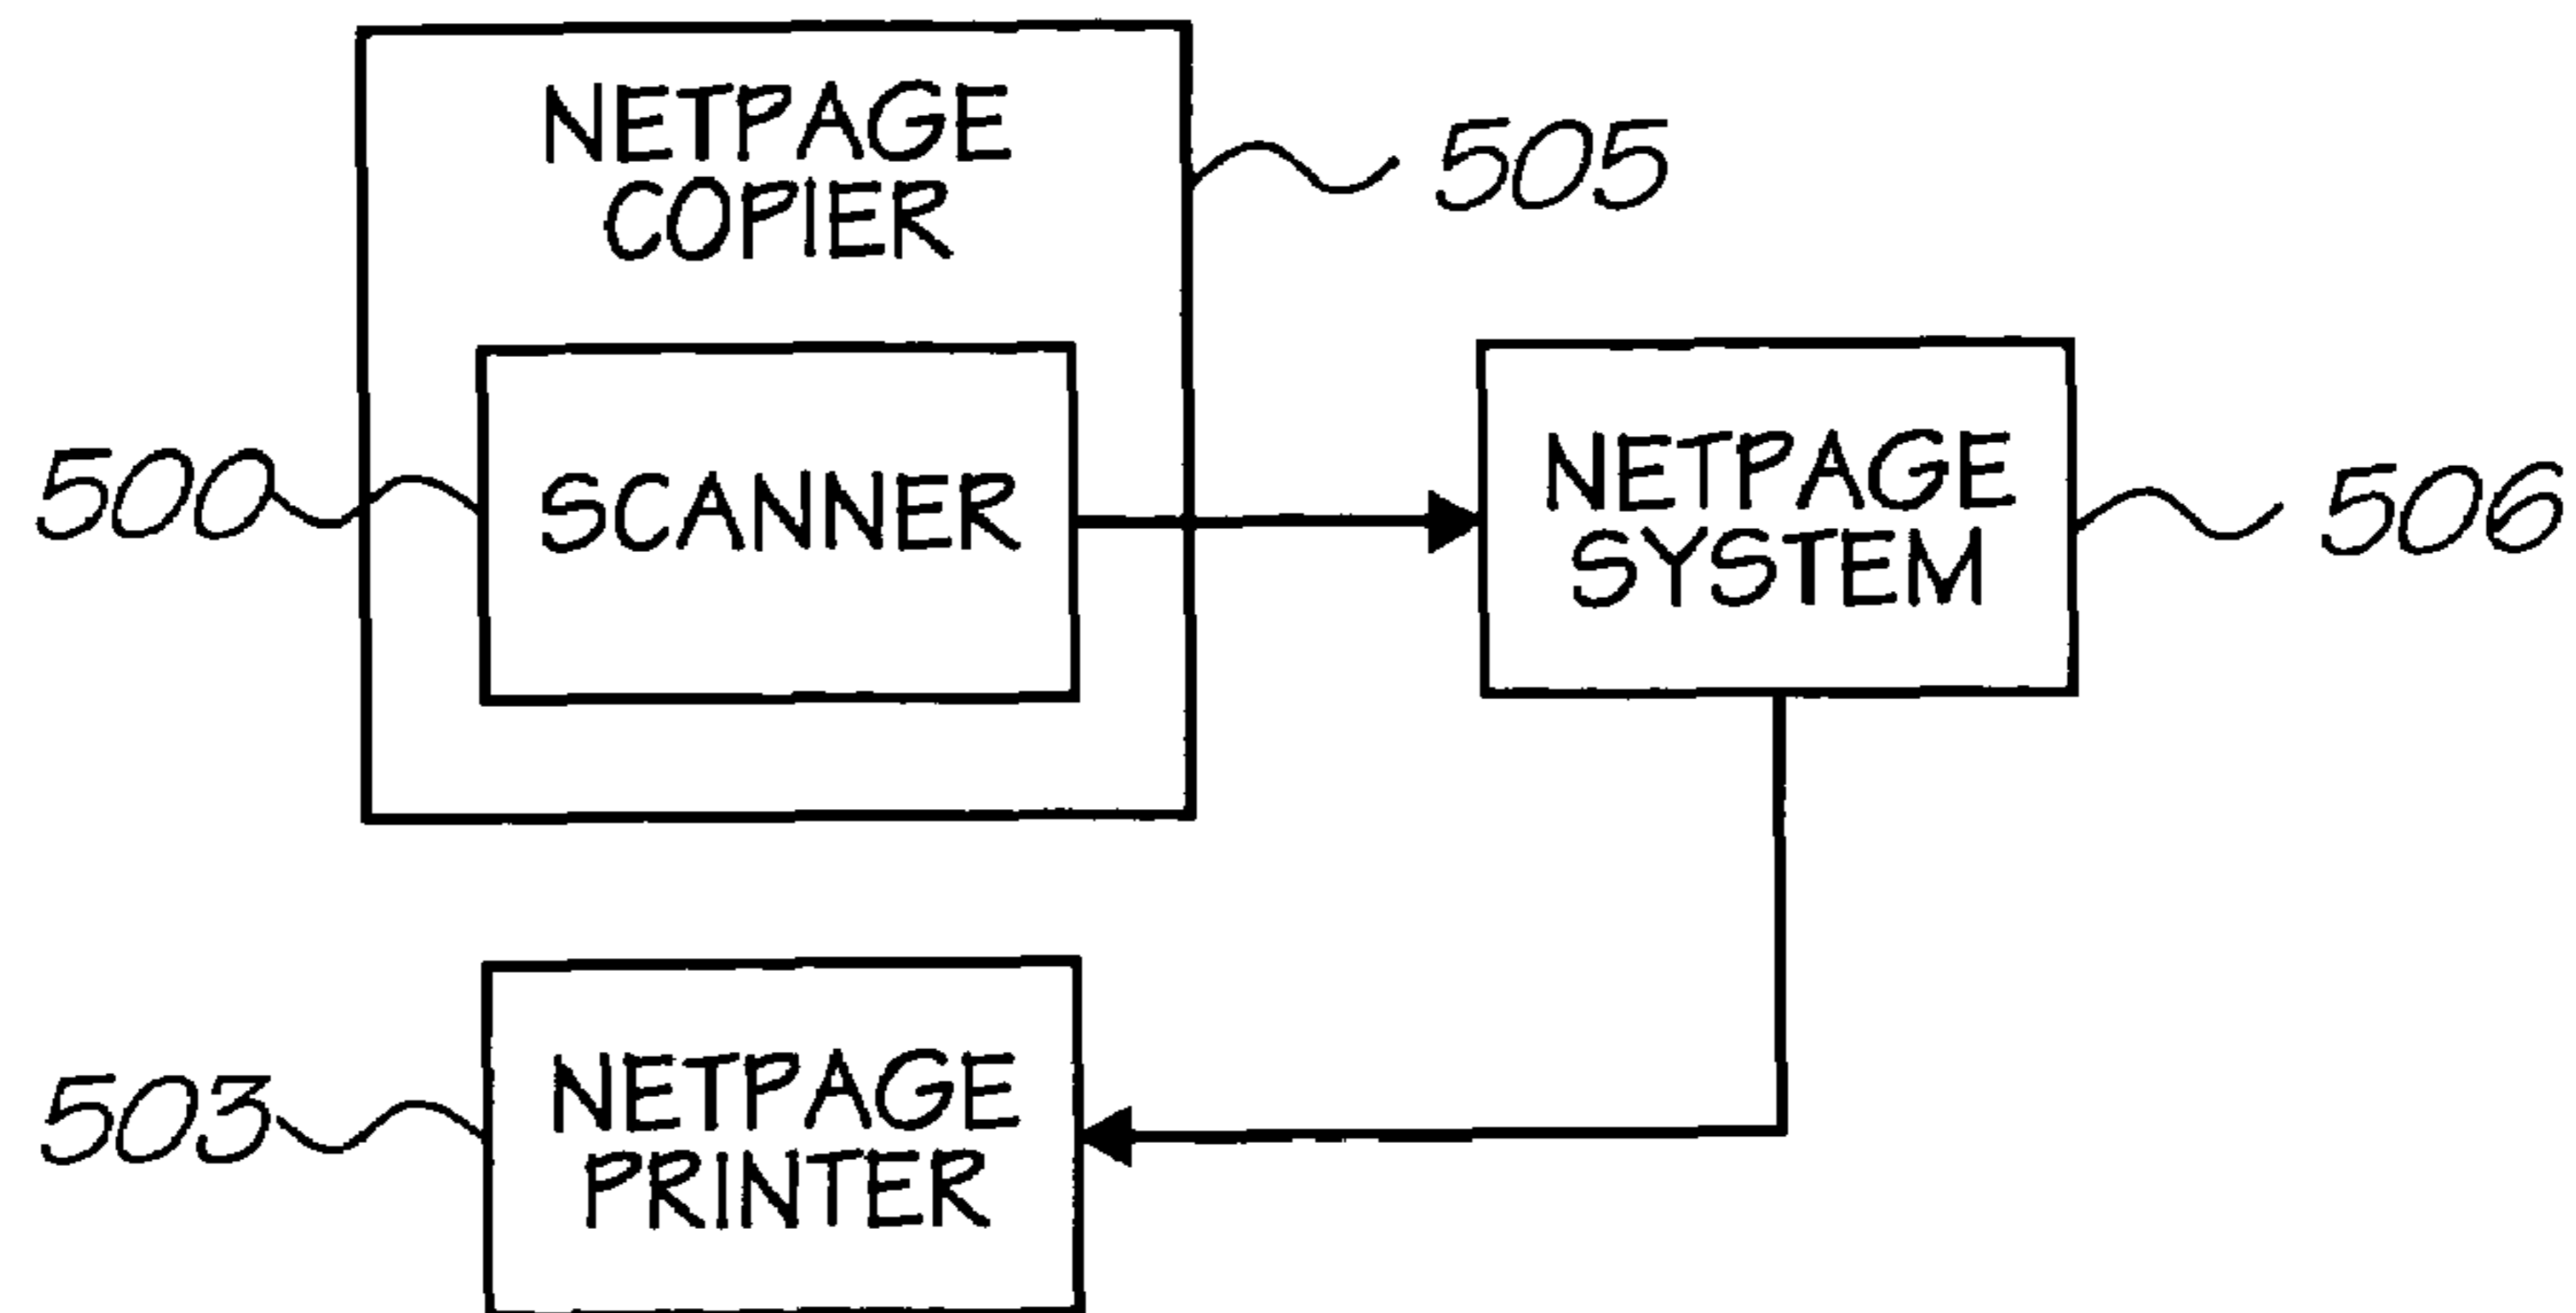 NETPAGE
COPIER
505
500
SCANNER
NETPAGE
SYSTEM
506
503
NETPAGE
PRINTER